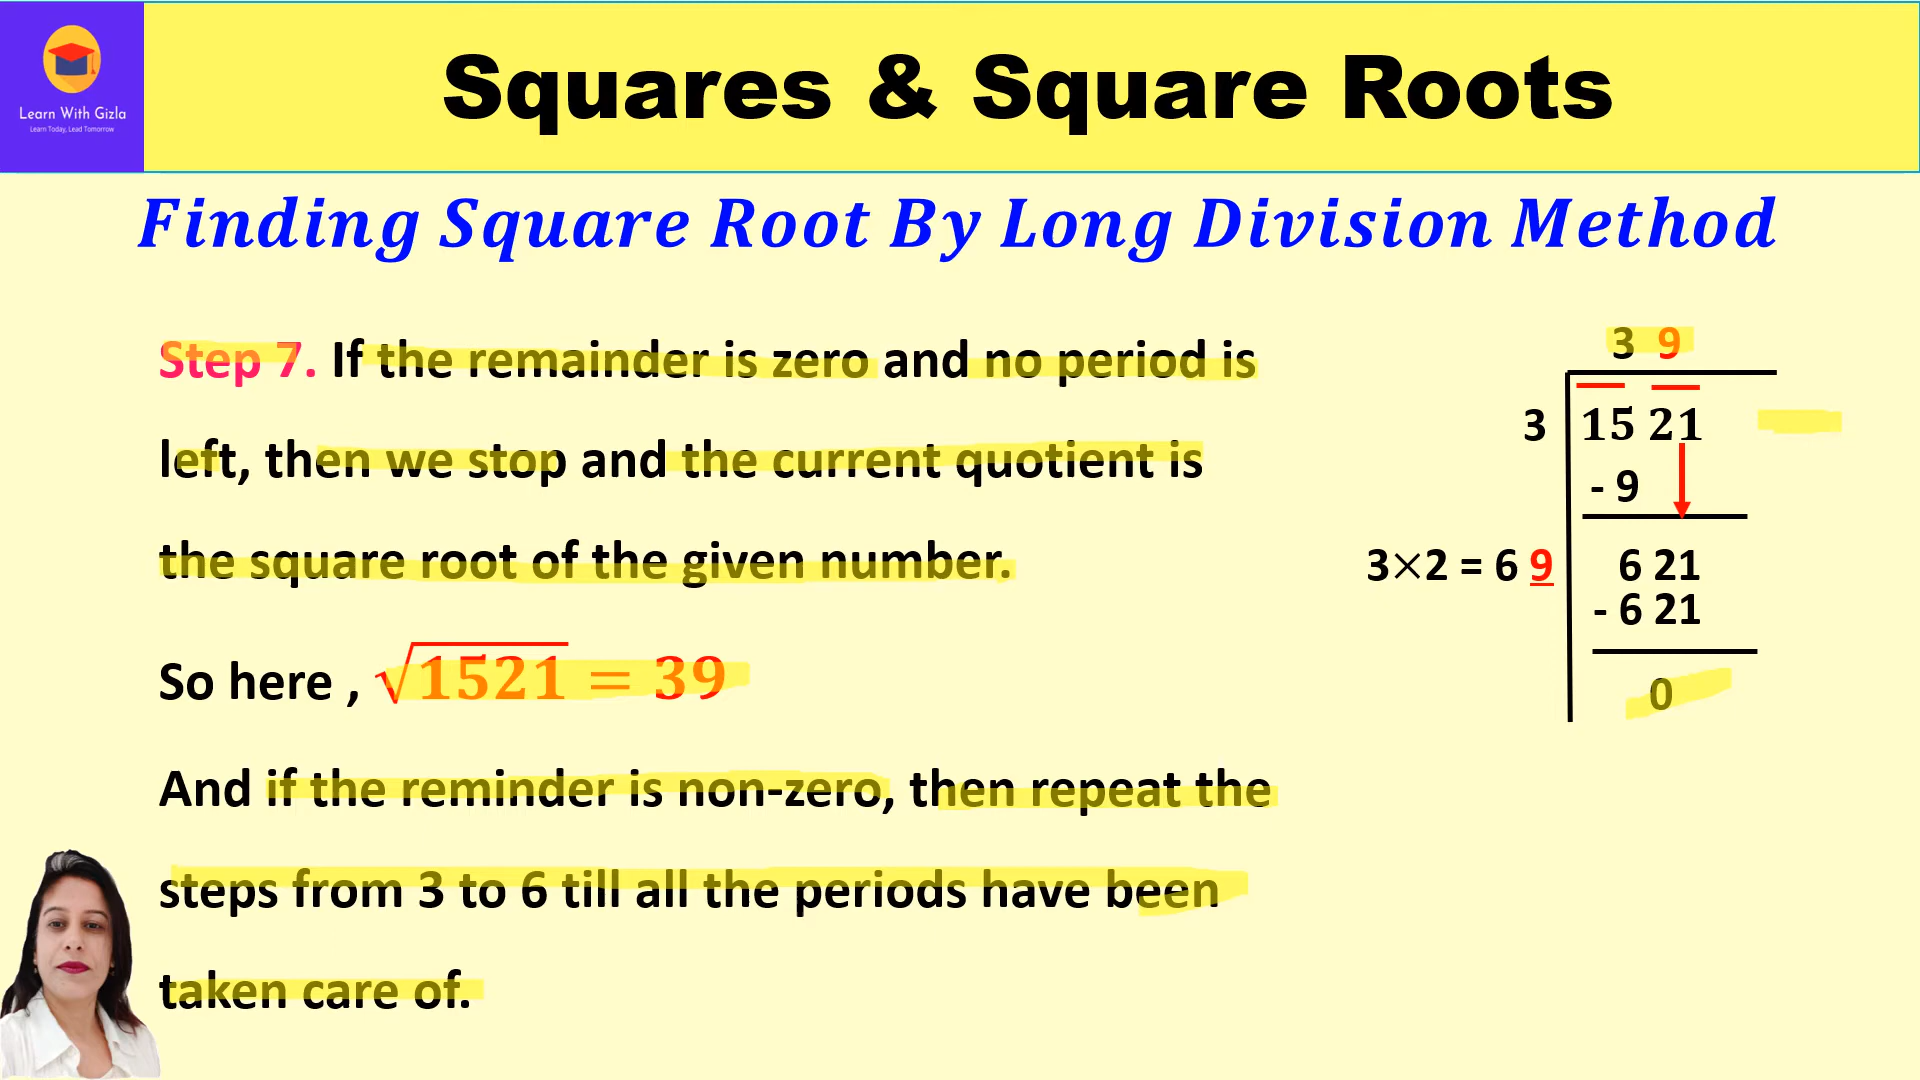 Learn With Gizla
Learn Today, Lead Tomorrow
Squares & Square Roots
Finding Square Root By Long Division Method
Step 7. If the remainder is zero and no period is
left, then we stop and the current quotient is
the square root of the given number.
So here , √1521 = 39
And if the reminder is non-zero, then repeat the
steps from 3 to 6 till all the periods have been
taken care of.
3 9
3 15 21
- 9
3×2 = 6 9 6 21
- 6 21
0